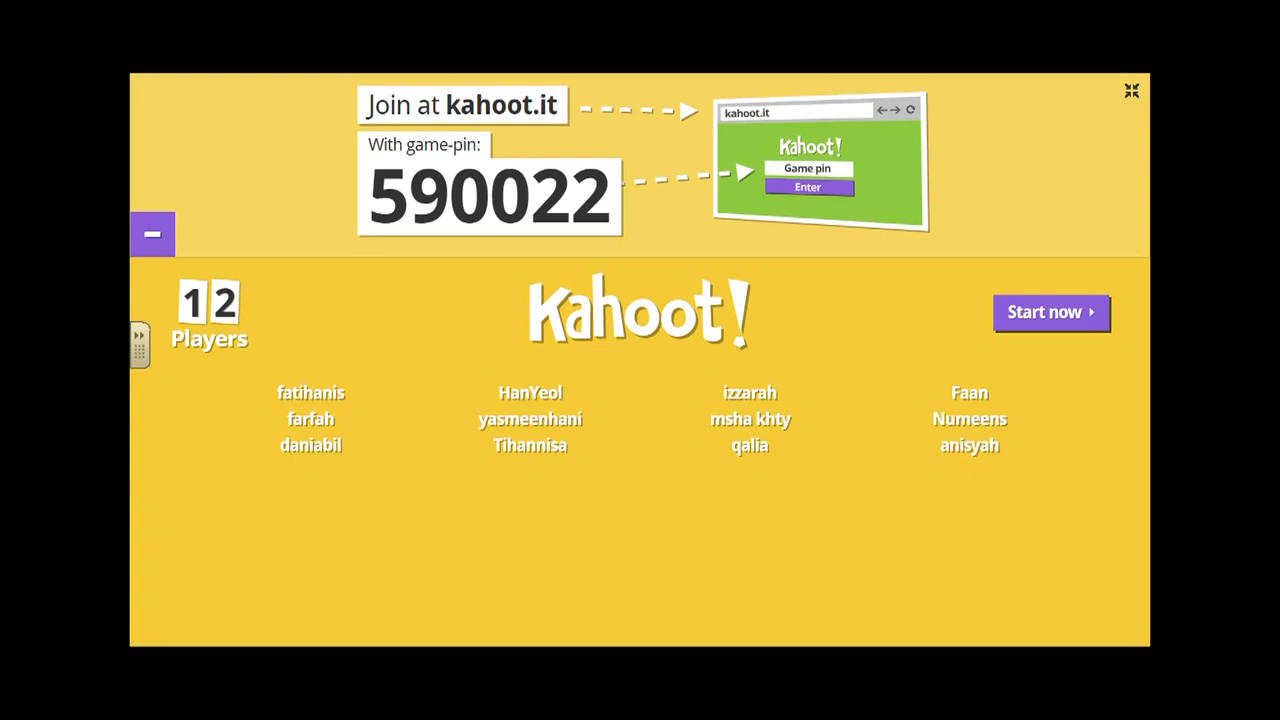 Join at kahoot.it
With game-pin:
590022
kahoot.it
Kahoot!
Game pin
Enter
12
Players
Kahoot!
Start now
fatihanis HanYeol izzarah Faan
farfah yasmeenhani msha khty Numeens
daniabil Tihannisa qalia anisyah